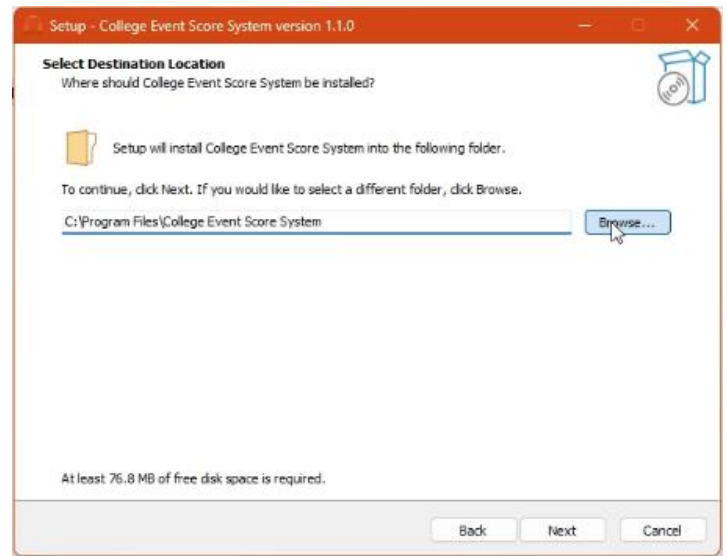 Setup - College Event Score System version 1.1.0
Select Destination Location
Where should College Event Score System be installed?
Setup will install College Event Score System into the following folder.
To continue, click Next. If you would like to select a different folder, click Browse.
C:\Program Files\College Event Score System
Browse...
At least 76.8 MB of free disk space is required.
Back
Next
Cancel